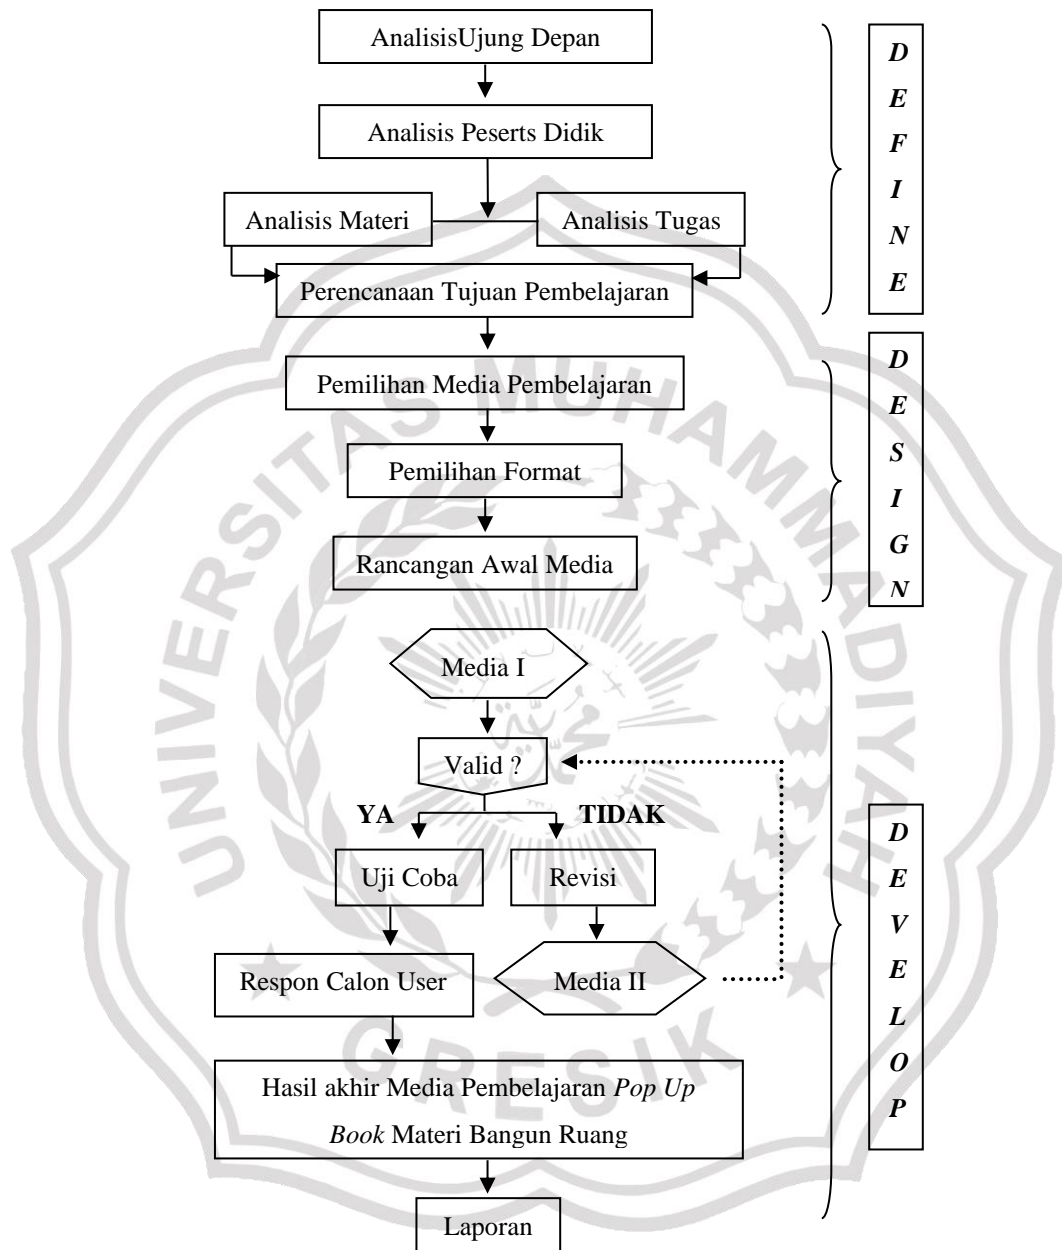 AnalisisUjung Depan
Analisis Peserts Didik
Analisis Materi
Analisis Tugas
Perencanaan Tujuan Pembelajaran
DEFINE
Pemilihan Media Pembelajaran
Pemilihan Format
Rancangan Awal Media
DESIGN
Media I
Valid ?
YA
TIDAK
Uji Coba
Revisi
Respon Calon User
Media II
Hasil akhir Media Pembelajaran Pop Up
Book Materi Bangun Ruang
Laporan
DEVELOP
UNIVERSITAS MUHAMMADIYAH
GRESIK